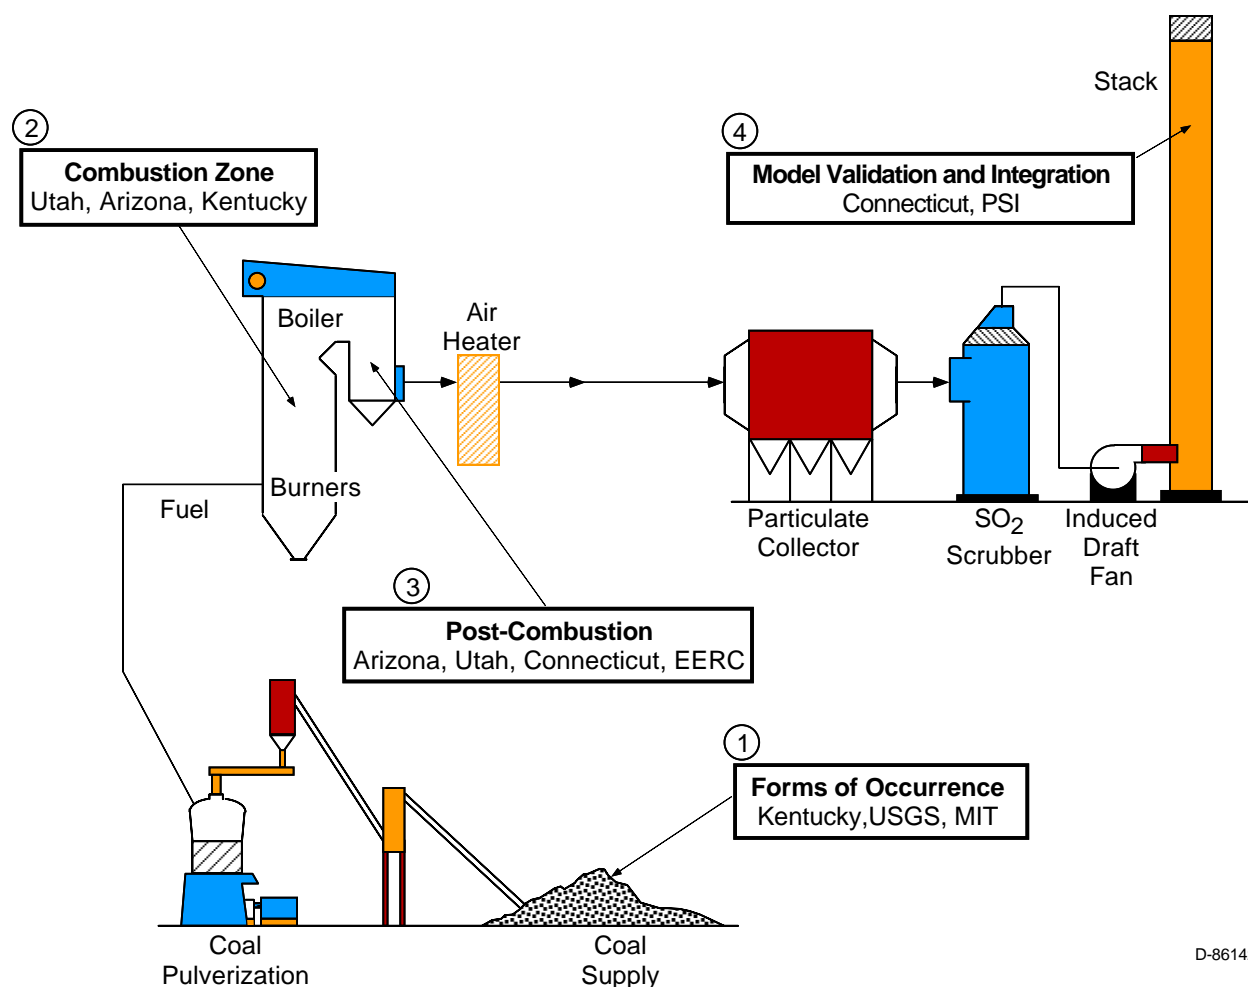 Stack
2
4
Combustion Zone
Utah, Arizona, Kentucky
Model Validation and Integration
Connecticut, PSI
Boiler
Air
Heater
Fuel
Burners
Particulate
Collector
SO2
Scrubber
Induced
Draft
Fan
3
Post-Combustion
Arizona, Utah, Connecticut, EERC
1
Forms of Occurrence
Kentucky,USGS, MIT
Coal
Pulverization
Coal
Supply
D-8614